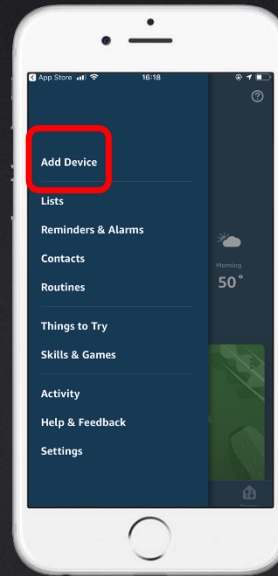 App Store 16:18
Add Device
Lists
Reminders & Alarms
Contacts
Routines
Things to Try
Skills & Games
Activity
Help & Feedback
Settings
?
Morning
50°